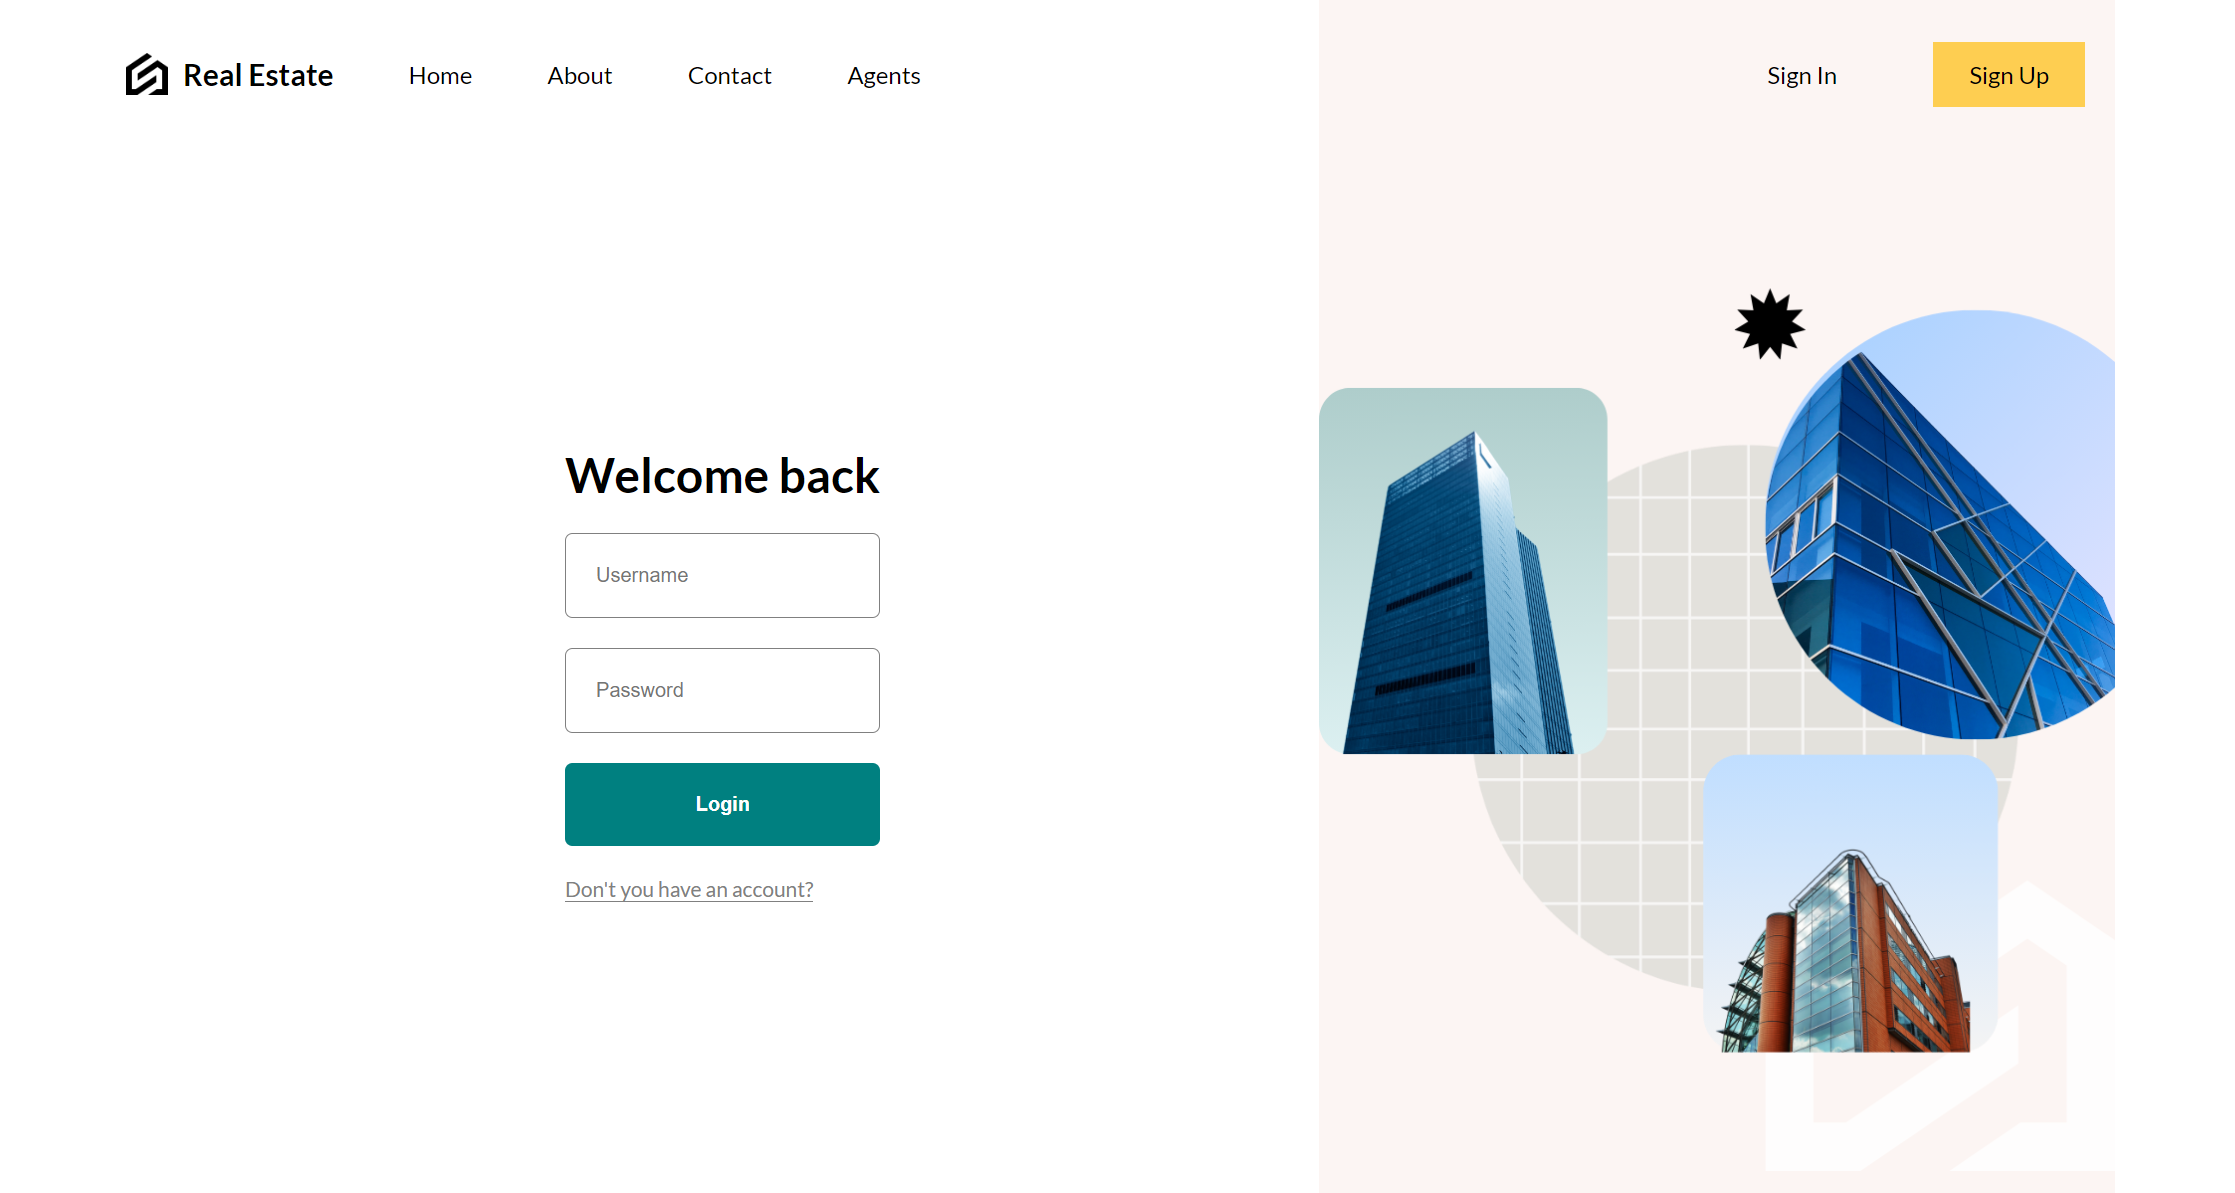 Real Estate
Home
About
Contact
Agents
Sign In
Sign Up
Welcome back
Username
Password
Login
Don't you have an account?